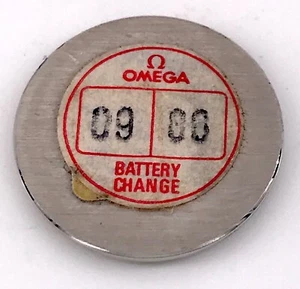 Ω
OMEGA
09 86
BATTERY
CHANGE